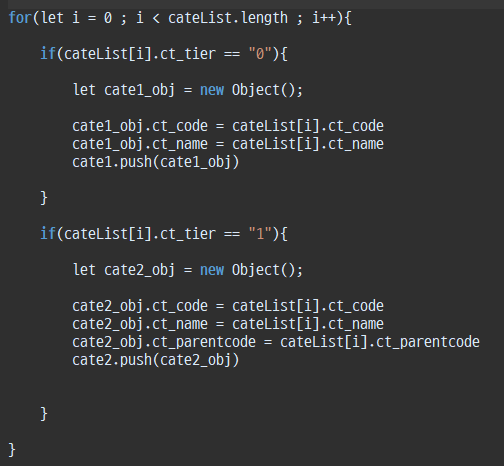 for(let i = 0 ; i < cateList.length ; i++){
if(cateList[i].ct_tier == "0"){
let cate1_obj = new Object();
cate1_obj.ct_code = cateList[i].ct_code
cate1_obj.ct_name = cateList[i].ct_name
cate1.push(cate1_obj)
}
if(cateList[i].ct_tier == "1"){
let cate2_obj = new Object();
cate2_obj.ct_code = cateList[i].ct_code
cate2_obj.ct_name = cateList[i].ct_name
cate2_obj.ct_parentcode = cateList[i].ct_parentcode
cate2.push(cate2_obj)
}
}